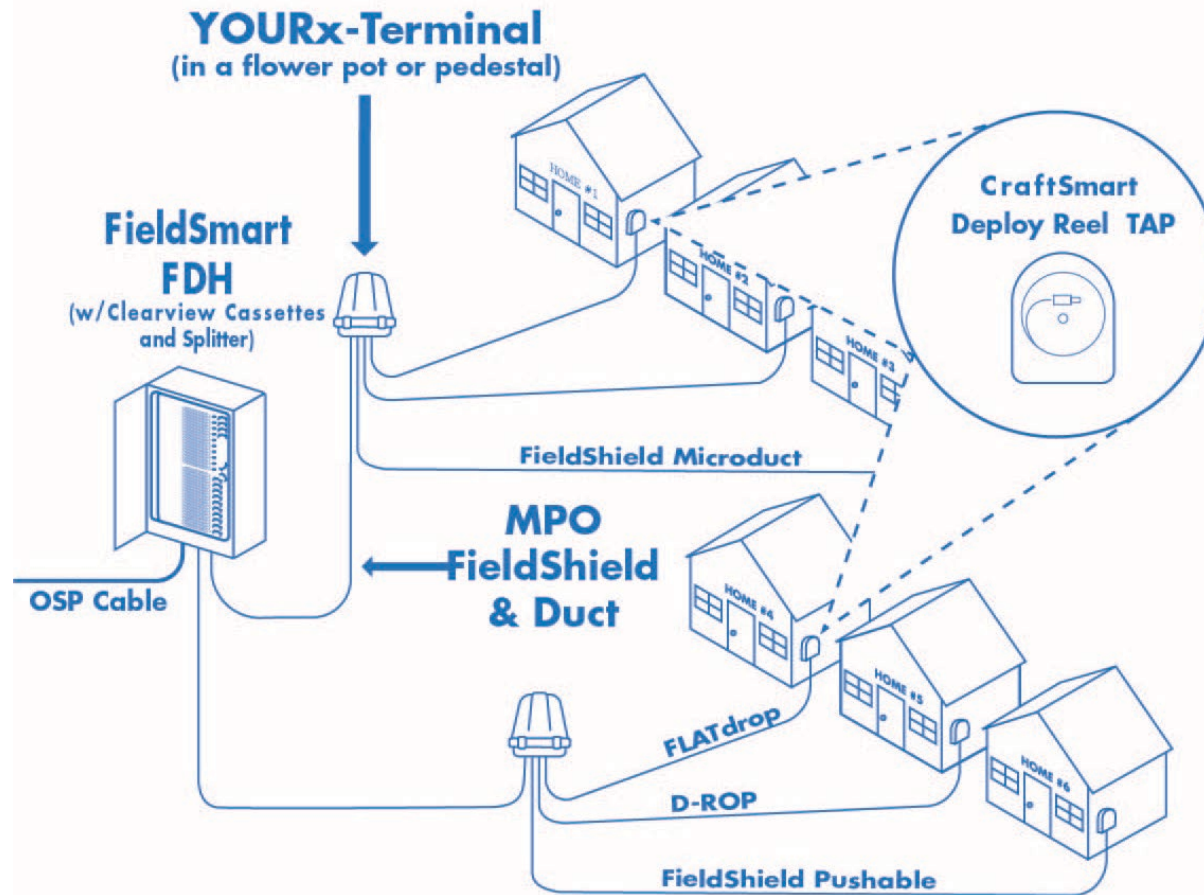 YOURx-Terminal
(in a flower pot or pedestal)
FieldSmart
FDH
(w/Clearview Cassettes
and Splitter)
OSP Cable
HOME #1
HOME #2
HOME #3
CraftSmart
Deploy Reel TAP
FieldShield Microduct
MPO
FieldShield
& Duct
HOME #4
HOME #5
HOME #6
FLATdrop
D-ROP
FieldShield Pushable